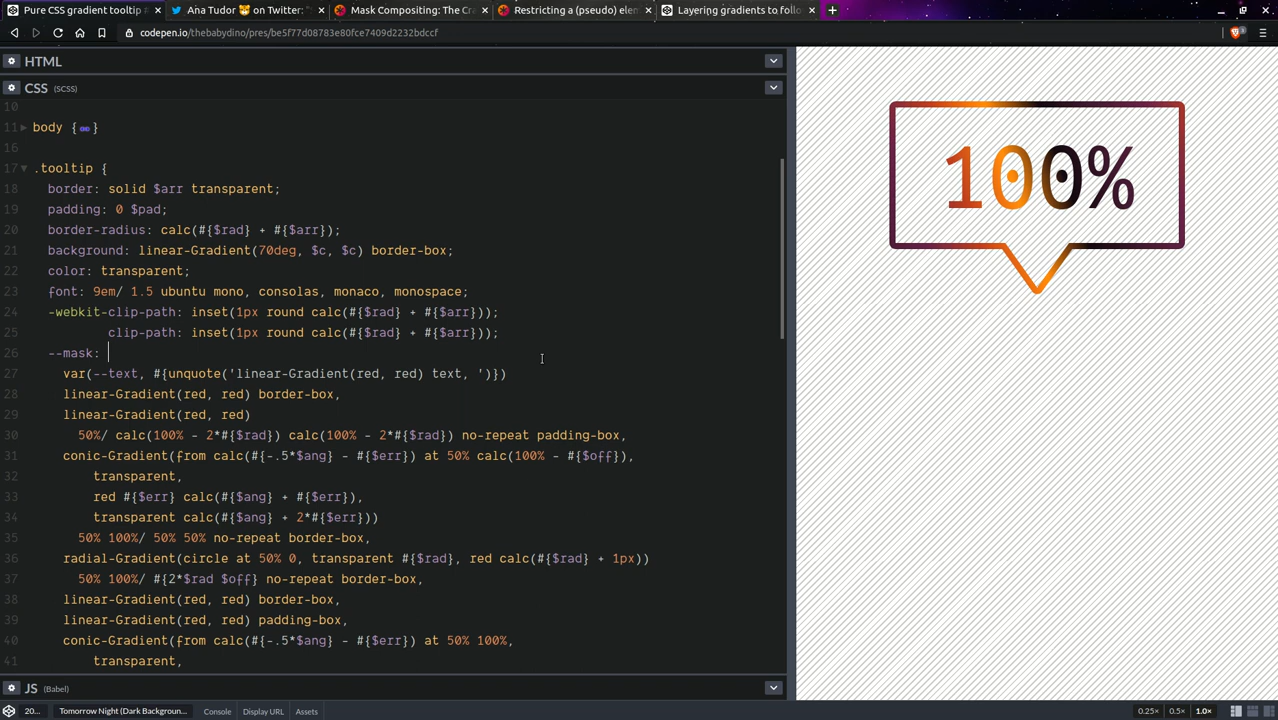 Pure CSS gradient tooltip #
Ana Tudor 🐯 on Twitter: "
Mask Compositing: The Cra
Restricting a (pseudo) elem
Layering gradients to follo
codepen.io/thebabydino/pres/be5f77d08783e80fce7409d2232bdccf
HTML
CSS (SCSS)
10
11 body {↔}
16
17 .tooltip {
18 border: solid $arr transparent;
19 padding: 0 $pad;
20 border-radius: calc(#{$rad} + #{$arr});
21 background: linear-Gradient(70deg, $c, $c) border-box;
22 color: transparent;
23 font: 9em/ 1.5 ubuntu mono, consolas, monaco, monospace;
24 -webkit-clip-path: inset(1px round calc(#{$rad} + #{$arr}));
25 clip-path: inset(1px round calc(#{$rad} + #{$arr}));
26 --mask:
27 var(--text, #{unquote('linear-Gradient(red, red) text, ')})
28 linear-Gradient(red, red) border-box,
29 linear-Gradient(red, red)
30 50%/ calc(100% - 2*#{$rad}) calc(100% - 2*#{$rad}) no-repeat padding-box,
31 conic-Gradient(from calc(#{-.5*$ang} - #{$err}) at 50% calc(100% - #{$off}),
32 transparent,
33 red #{$err} calc(#{$ang} + #{$err}),
34 transparent calc(#{$ang} + 2*#{$err}))
35 50% 100%/ 50% 50% no-repeat border-box,
36 radial-Gradient(circle at 50% 0, transparent #{$rad}, red calc(#{$rad} + 1px))
37 50% 100%/ #{2*$rad $off} no-repeat border-box,
38 linear-Gradient(red, red) border-box,
39 linear-Gradient(red, red) padding-box,
40 conic-Gradient(from calc(#{-.5*$ang} - #{$err}) at 50% 100%,
41 transparent,
JS (Babel)
20... Tomorrow Night (Dark Backgroun... Console Display URL Assets
0.25× 0.5× 1.0×
100%